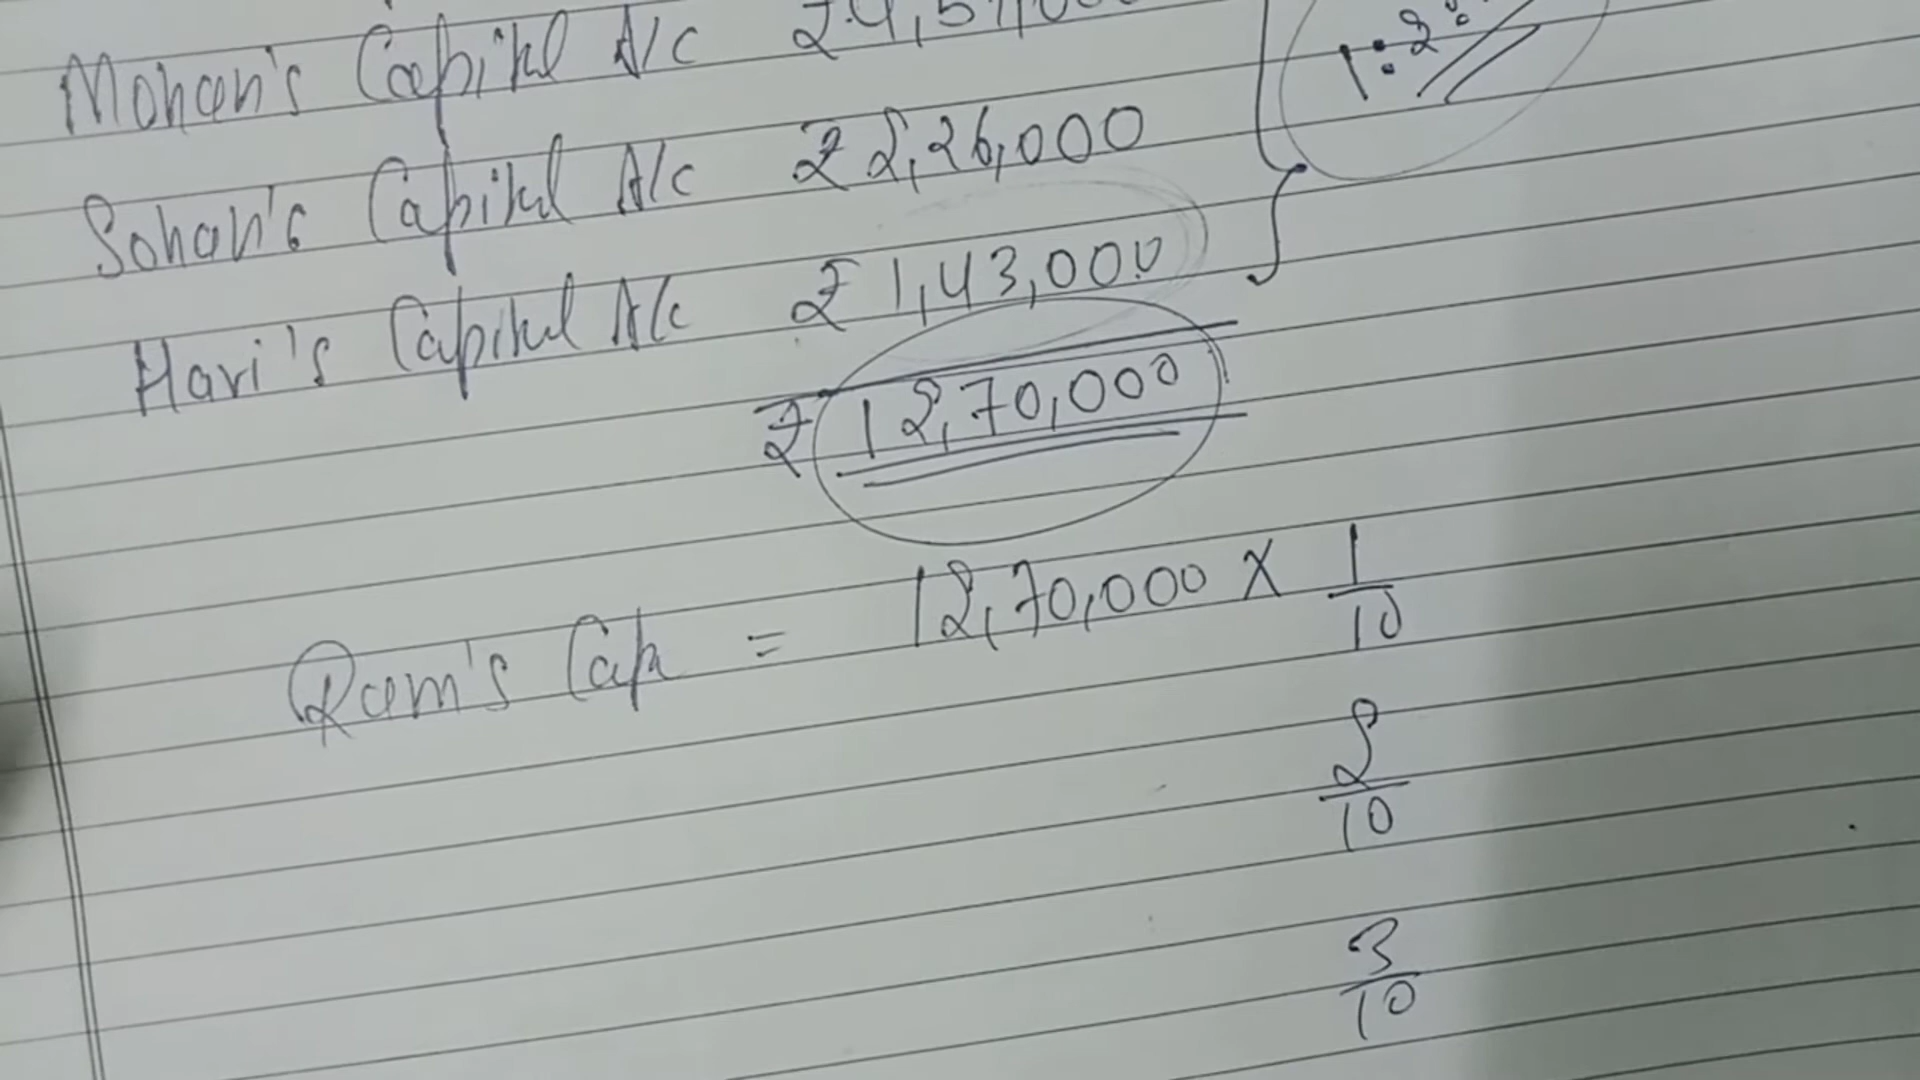 Mohan's Capital A/c
1:2:
Sohan's Capital A/c ₹ 2,26,000
Hari's Capital A/c ₹ 1,43,000
₹ 12,70,000
Ram's Cap = 12,70,000 X 1/10
2/10
3/10